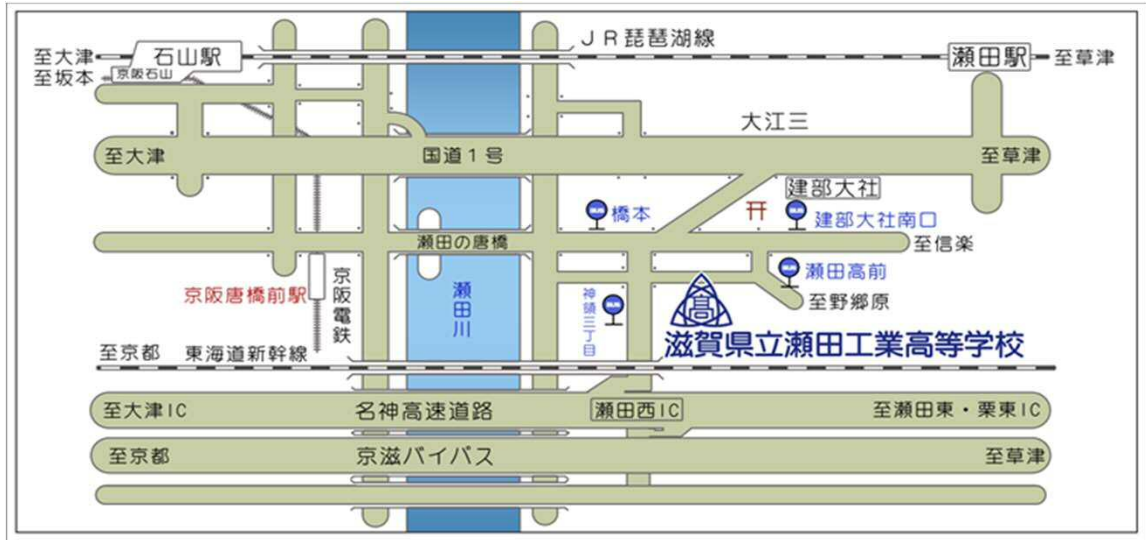 JR琵琶湖線
至大津
石山駅
瀬田駅
至草津
至坂本
京阪石山
大江三
至大津
国道1号
至草津
建部大社
橋本
建部大社南口
瀬田の唐橋
至信楽
瀬田高前
京阪唐橋前駅
京阪電鉄
瀬田川
神領三丁目
高
至野郷原
滋賀県立瀬田工業高等学校
至京都
東海道新幹線
至大津IC
名神高速道路
瀬田西IC
至瀬田東・栗東IC
至京都
京滋バイパス
至草津